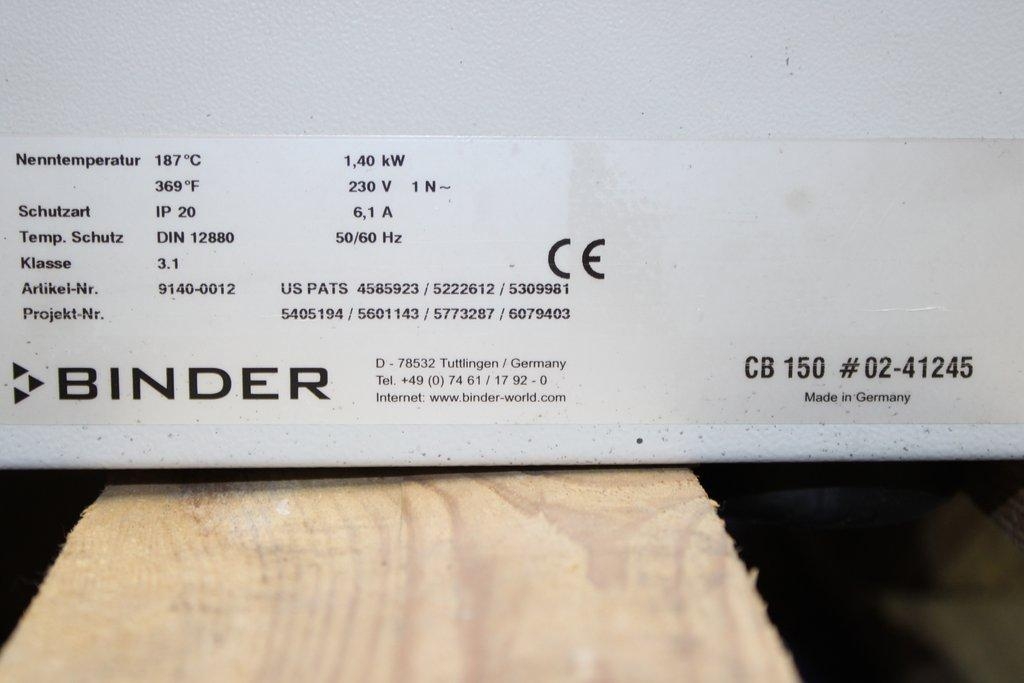 Nenntemperatur 187°C 1,40 kW
369°F 230 V 1 N ~
Schutzart IP 20 6,1 A
Temp. Schutz DIN 12880 50/60 Hz
Klasse 3.1
CE
Artikel-Nr. 9140-0012 US PATS 4585923 / 5222612 / 5309981
Projekt-Nr. 5405194 / 5601143 / 5773287 / 6079403
BINDER
D - 78532 Tuttlingen / Germany
Tel. +49 (0) 74 61 / 17 92 - 0
Internet: www.binder-world.com
CB 150 # 02-41245
Made in Germany